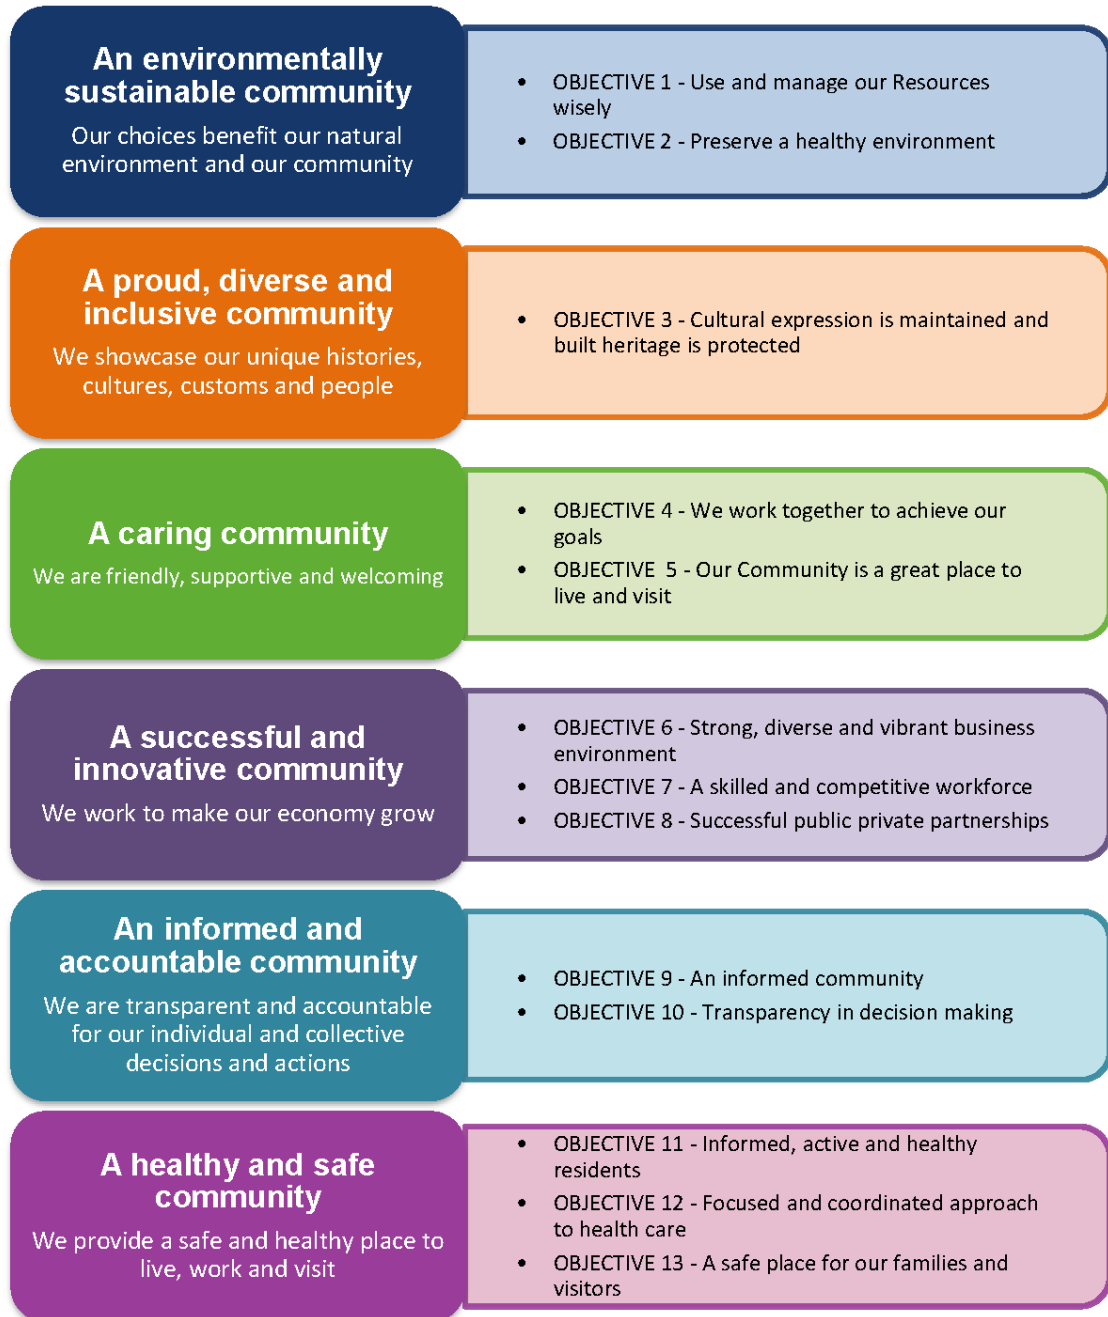 An environmentally
sustainable community
Our choices benefit our natural
environment and our community
• OBJECTIVE 1 - Use and manage our Resources
wisely
• OBJECTIVE 2 - Preserve a healthy environment
A proud, diverse and
inclusive community
We showcase our unique histories,
cultures, customs and people
• OBJECTIVE 3 - Cultural expression is maintained and
built heritage is protected
A caring community
We are friendly, supportive and welcoming
• OBJECTIVE 4 - We work together to achieve our
goals
• OBJECTIVE  5 - Our Community is a great place to
live and visit
A successful and
innovative community
We work to make our economy grow
• OBJECTIVE 6 - Strong, diverse and vibrant business
environment
• OBJECTIVE 7 - A skilled and competitive workforce
• OBJECTIVE 8 - Successful public private partnerships
An informed and
accountable community
We are transparent and accountable
for our individual and collective
decisions and actions
• OBJECTIVE 9 - An informed community
• OBJECTIVE 10 - Transparency in decision making
A healthy and safe
community
We provide a safe and healthy place to
live, work and visit
• OBJECTIVE 11 - Informed, active and healthy
residents
• OBJECTIVE 12 - Focused and coordinated approach
to health care
• OBJECTIVE 13 - A safe place for our families and
visitors